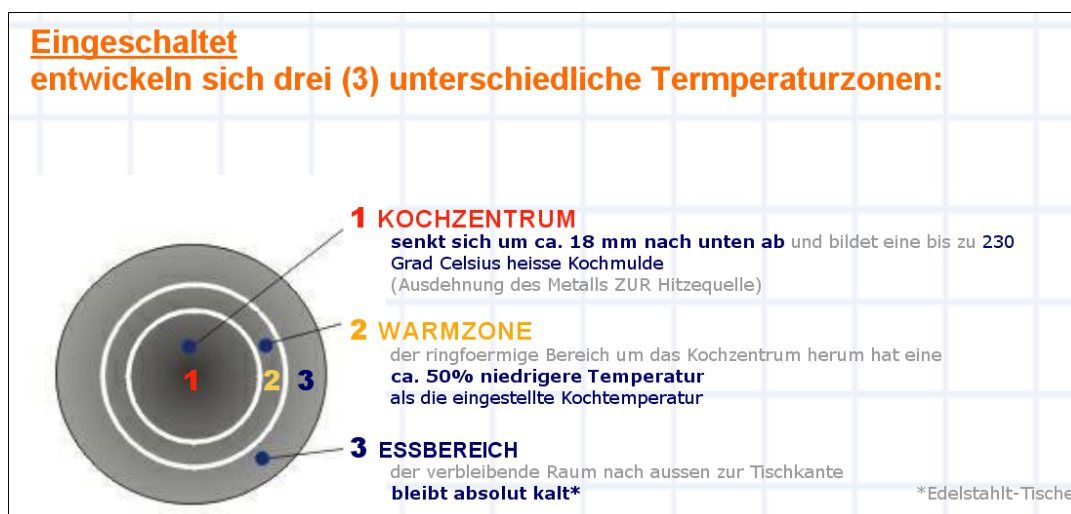 Eingeschaltet
entwickeln sich drei (3) unterschiedliche Termperaturzonen:
1 KOCHZENTRUM
senkt sich um ca. 18 mm nach unten ab und bildet eine bis zu 230
Grad Celsius heisse Kochmulde
(Ausdehnung des Metalls ZUR Hitzequelle)
2 WARMZONE
der ringfoermige Bereich um das Kochzentrum herum hat eine
ca. 50% niedrigere Temperatur
als die eingestellte Kochtemperatur
1 2 3
3 ESSBEREICH
der verbleibende Raum nach aussen zur Tischkante
bleibt absolut kalt*
*Edelstahlt-Tische